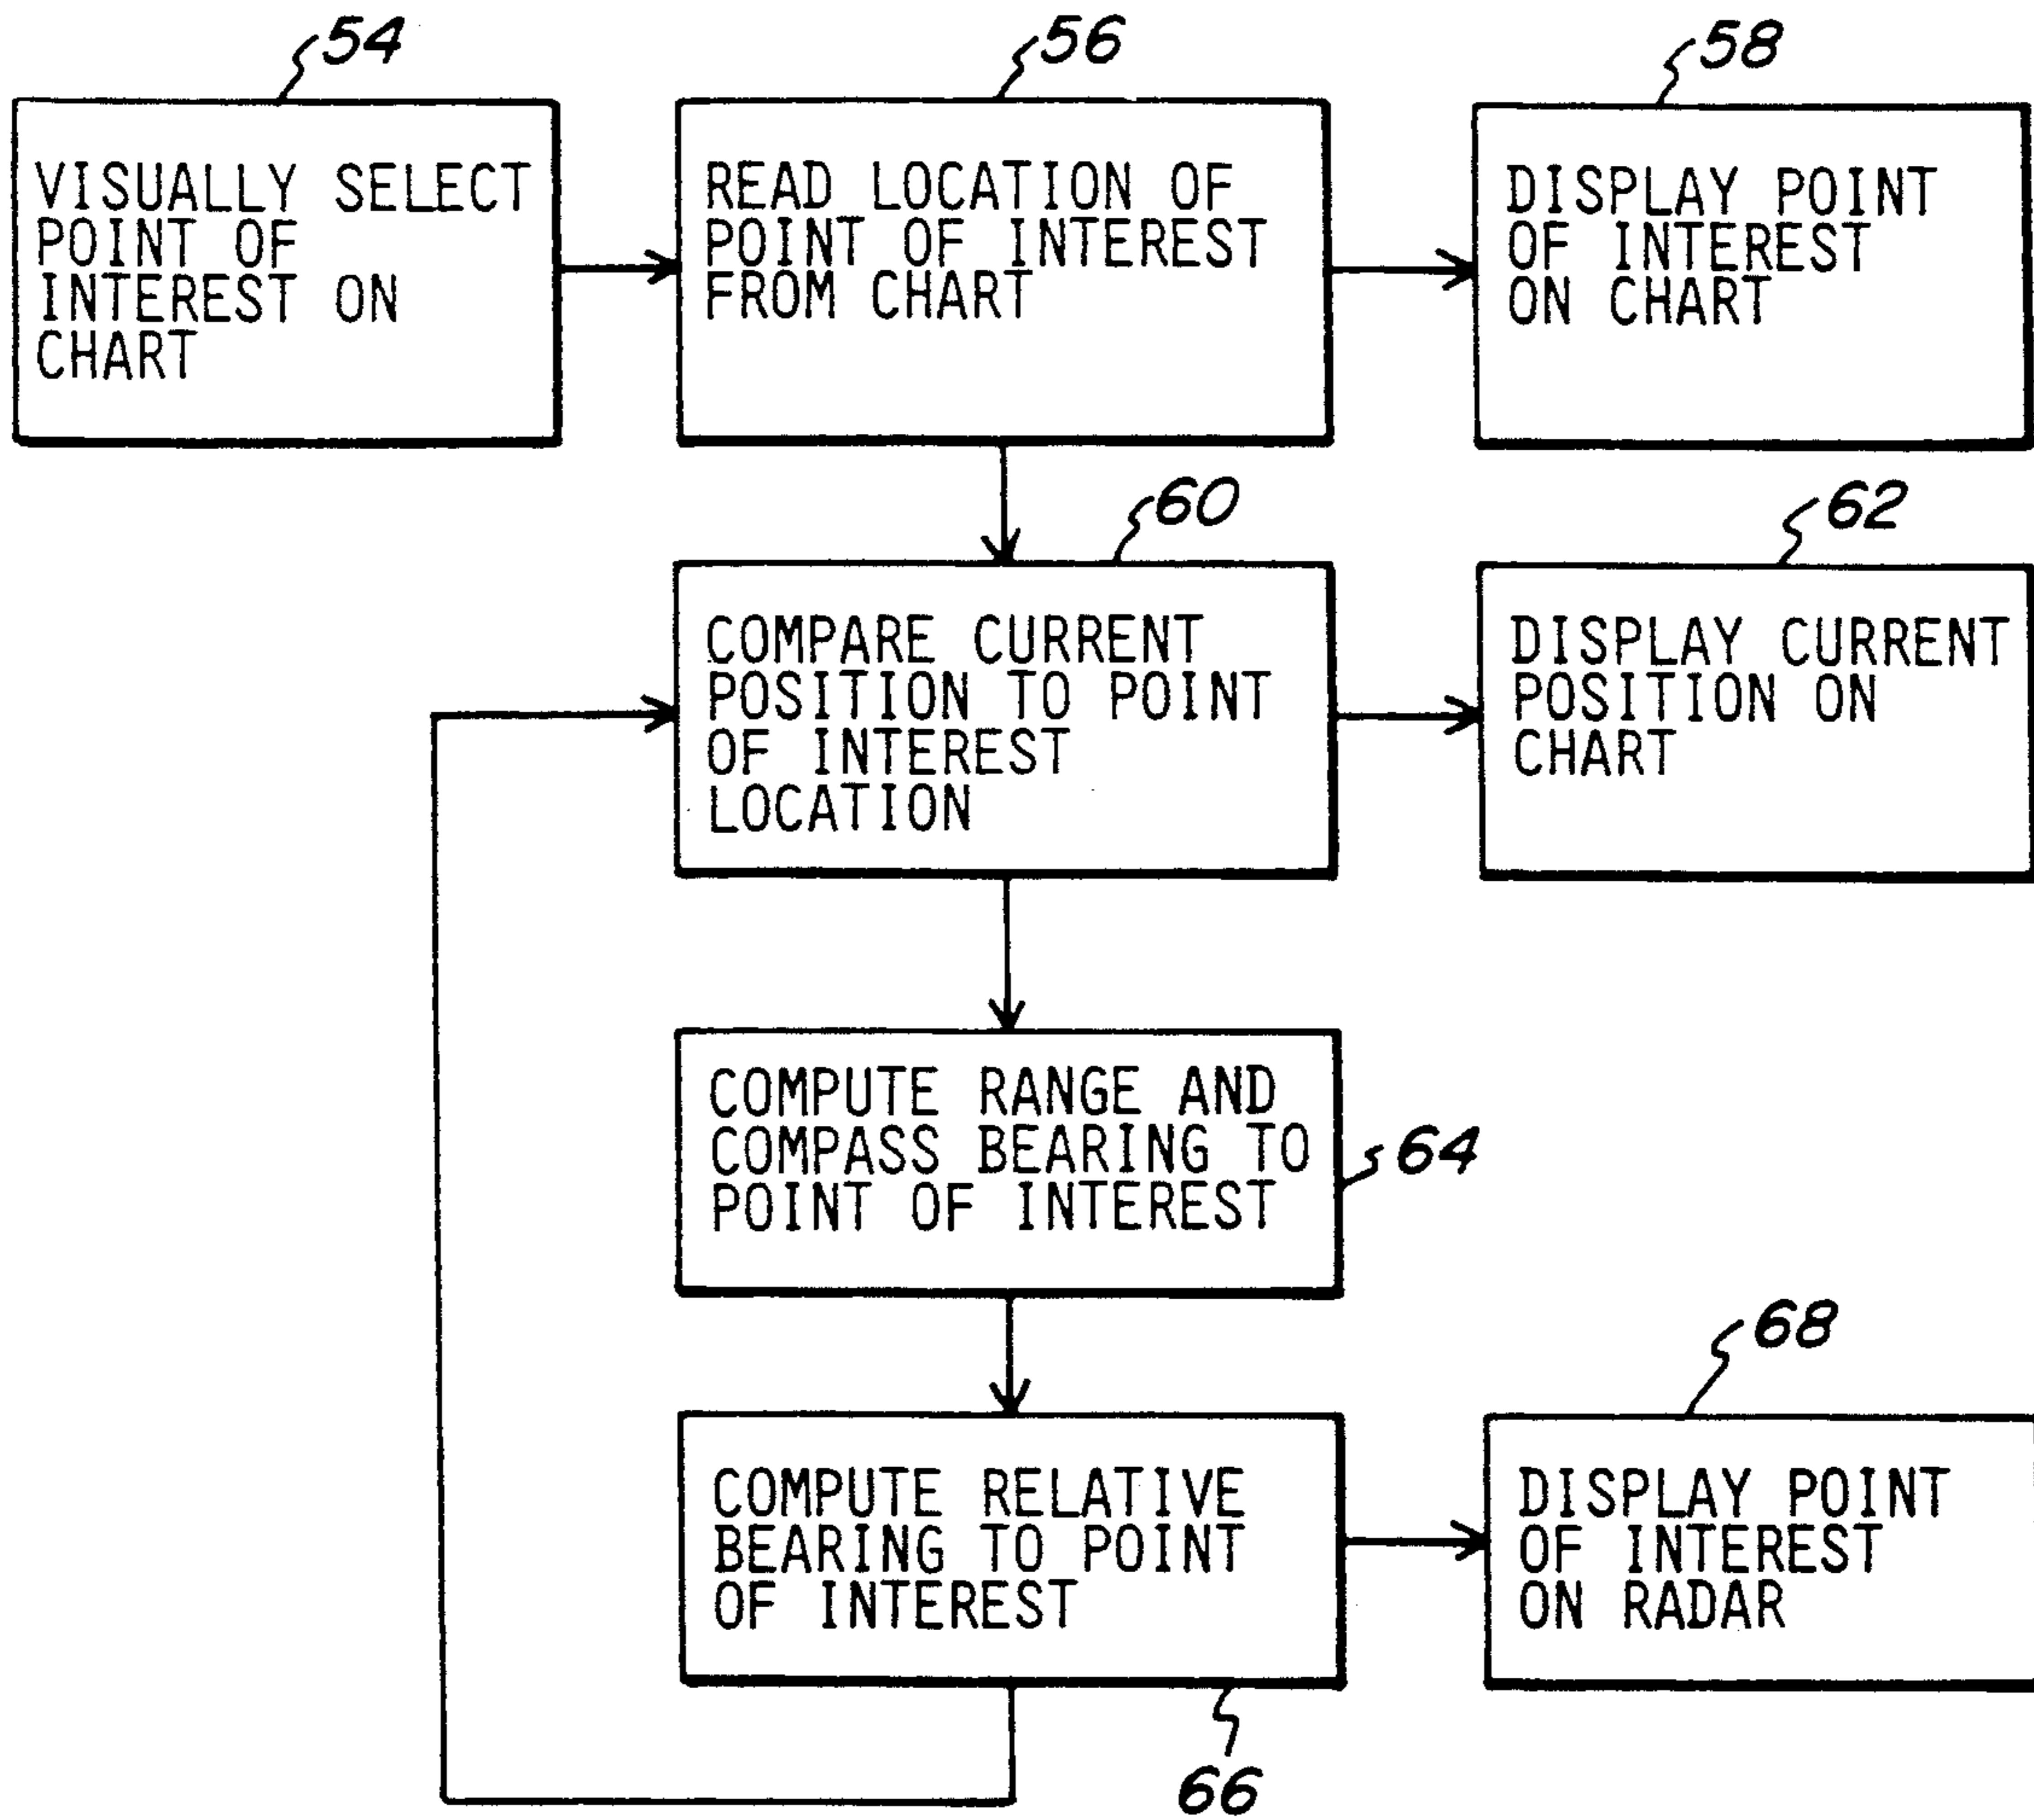 54
VISUALLY SELECT
POINT OF
INTEREST ON
CHART
56
READ LOCATION OF
POINT OF INTEREST
FROM CHART
58
DISPLAY POINT
OF INTEREST
ON CHART
60
COMPARE CURRENT
POSITION TO POINT
OF INTEREST
LOCATION
62
DISPLAY CURRENT
POSITION ON
CHART
COMPUTE RANGE AND
COMPASS BEARING TO
POINT OF INTEREST
64
COMPUTE RELATIVE
BEARING TO POINT
OF INTEREST
66
68
DISPLAY POINT
OF INTEREST
ON RADAR